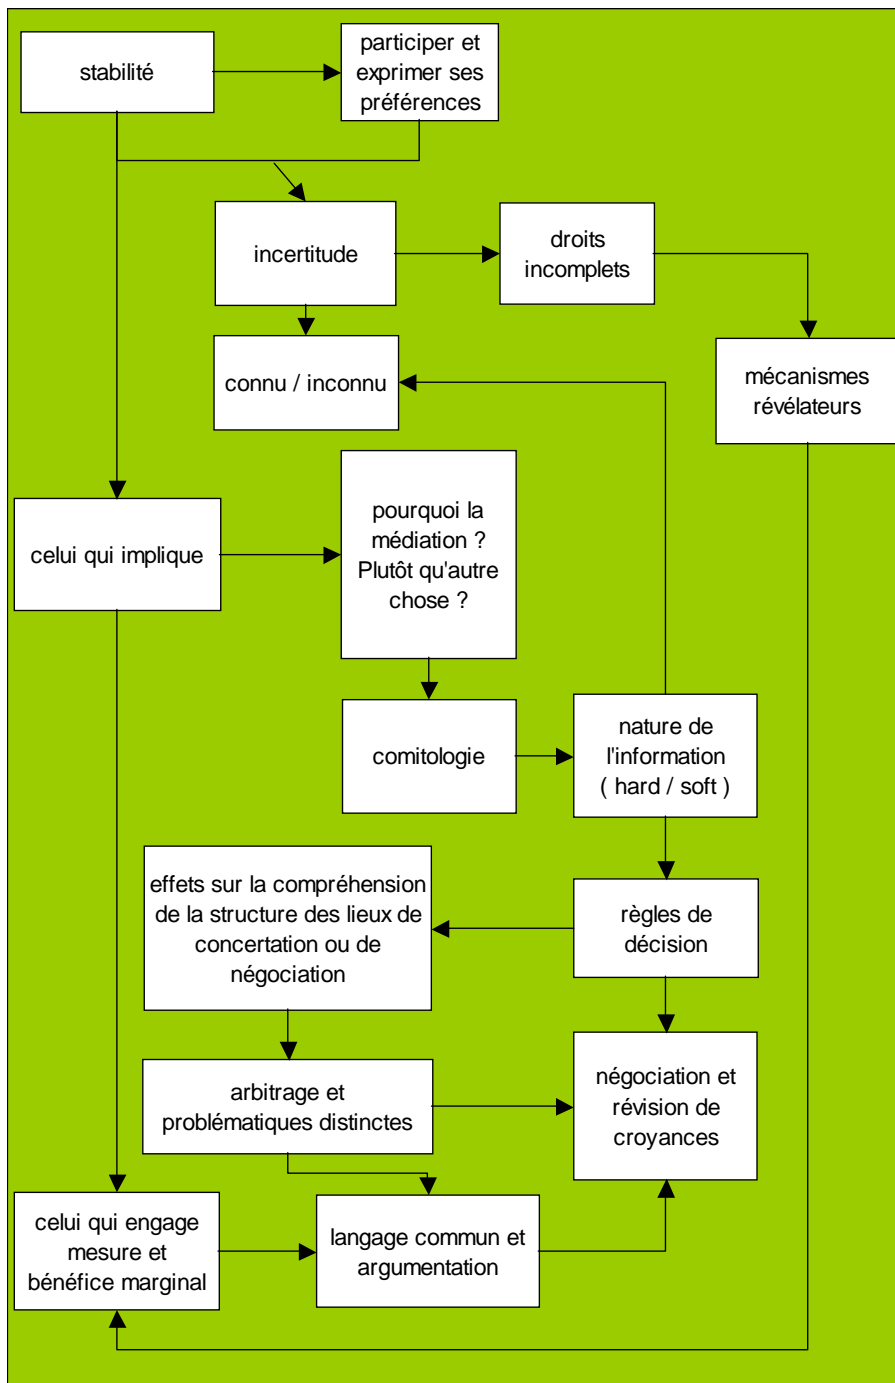 stabilité
participer et
exprimer ses
préférences
incertitude
droits
incomplets
connu / inconnu
mécanismes
révélateurs
celui qui implique
pourquoi la
médiation ?
Plutôt qu'autre
chose ?
comitologie
nature de
l'information
( hard / soft )
effets sur la compréhension
de la structure des lieux de
concertation ou de
négociation
règles de
décision
arbitrage et
problématiques distinctes
négociation et
révision de
croyances
celui qui engage
mesure et
bénéfice marginal
langage commun et
argumentation